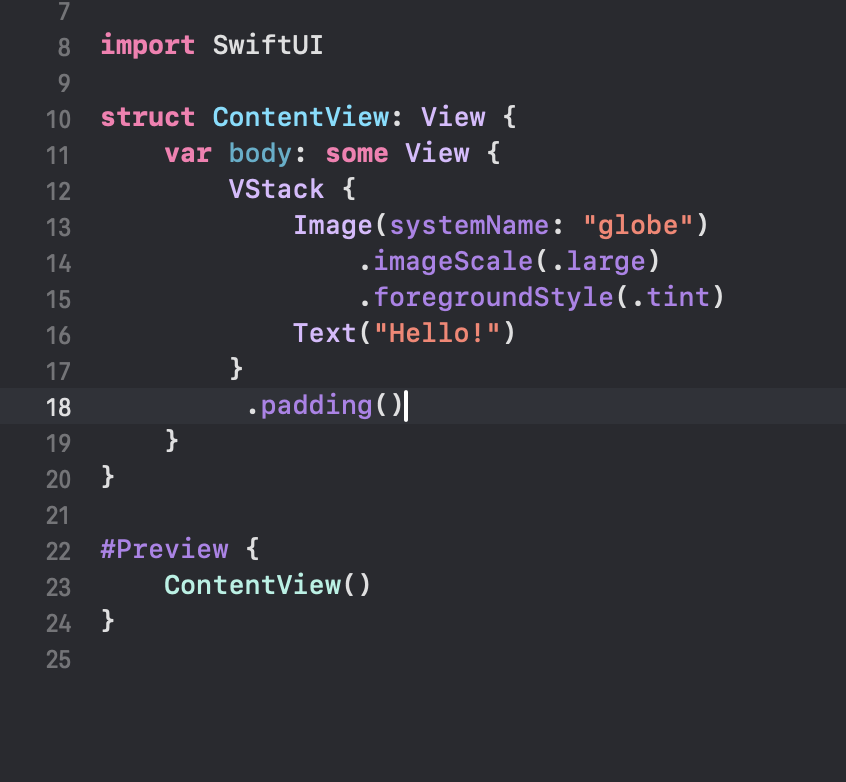 7
8 import SwiftUI
9
10 struct ContentView: View {
11     var body: some View {
12         VStack {
13             Image(systemName: "globe")
14                 .imageScale(.large)
15                 .foregroundStyle(.tint)
16             Text("Hello!")
17         }
18          .padding()
19     }
20 }
21
22 #Preview {
23     ContentView()
24 }
25